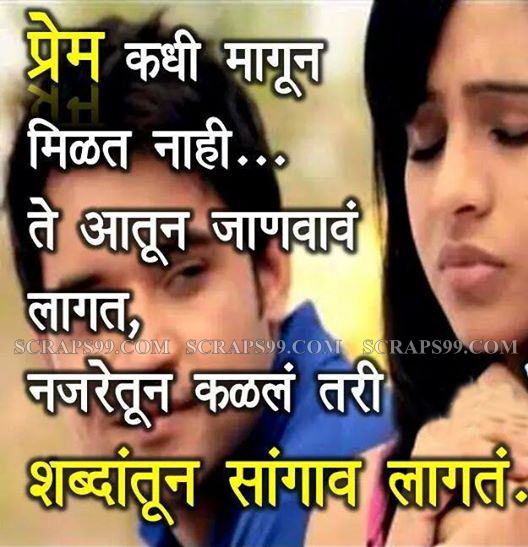 प्रेम कधी मागून
मिळत नाही...
ते आतून जाणवावं
लागत,
SCRAPS99.COM SCRAPS99.COM SCRAPS99.COM
नजरेतून कळलं तरी
शब्दांतून सांगाव लागतं.